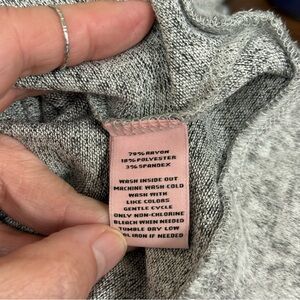 79% RAYON
18% POLYESTER
3% SPANDEX
WASH INSIDE OUT
MACHINE WASH COLD
WASH WITH
LIKE COLORS
GENTLE CYCLE
ONLY NON-CHLORINE
BLEACH WHEN NEEDED
TUMBLE DRY LOW
IRON IF NEEDED